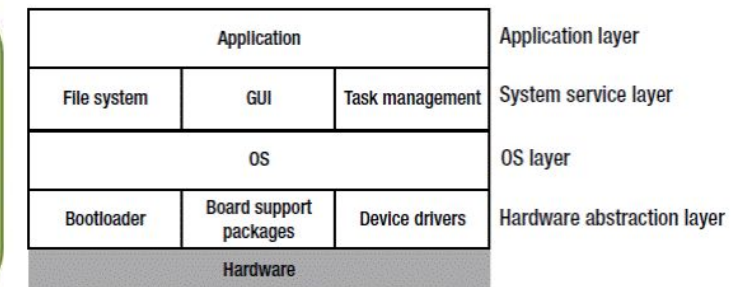 Application
Application layer
File system
GUI
Task management
System service layer
OS
OS layer
Bootloader
Board support
packages
Device drivers
Hardware abstraction layer
Hardware